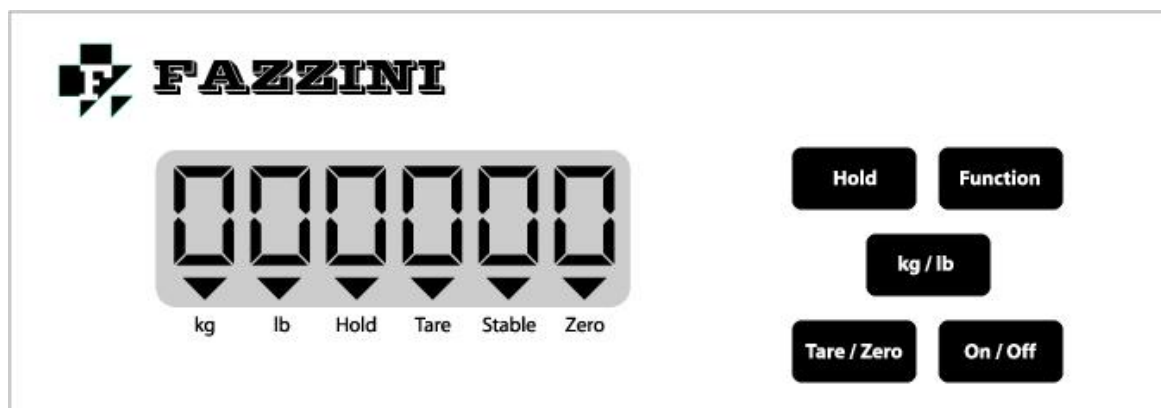 FAZZINI
000000
kg lb Hold Tare Stable Zero
Hold Function
kg / lb
Tare / Zero On / Off